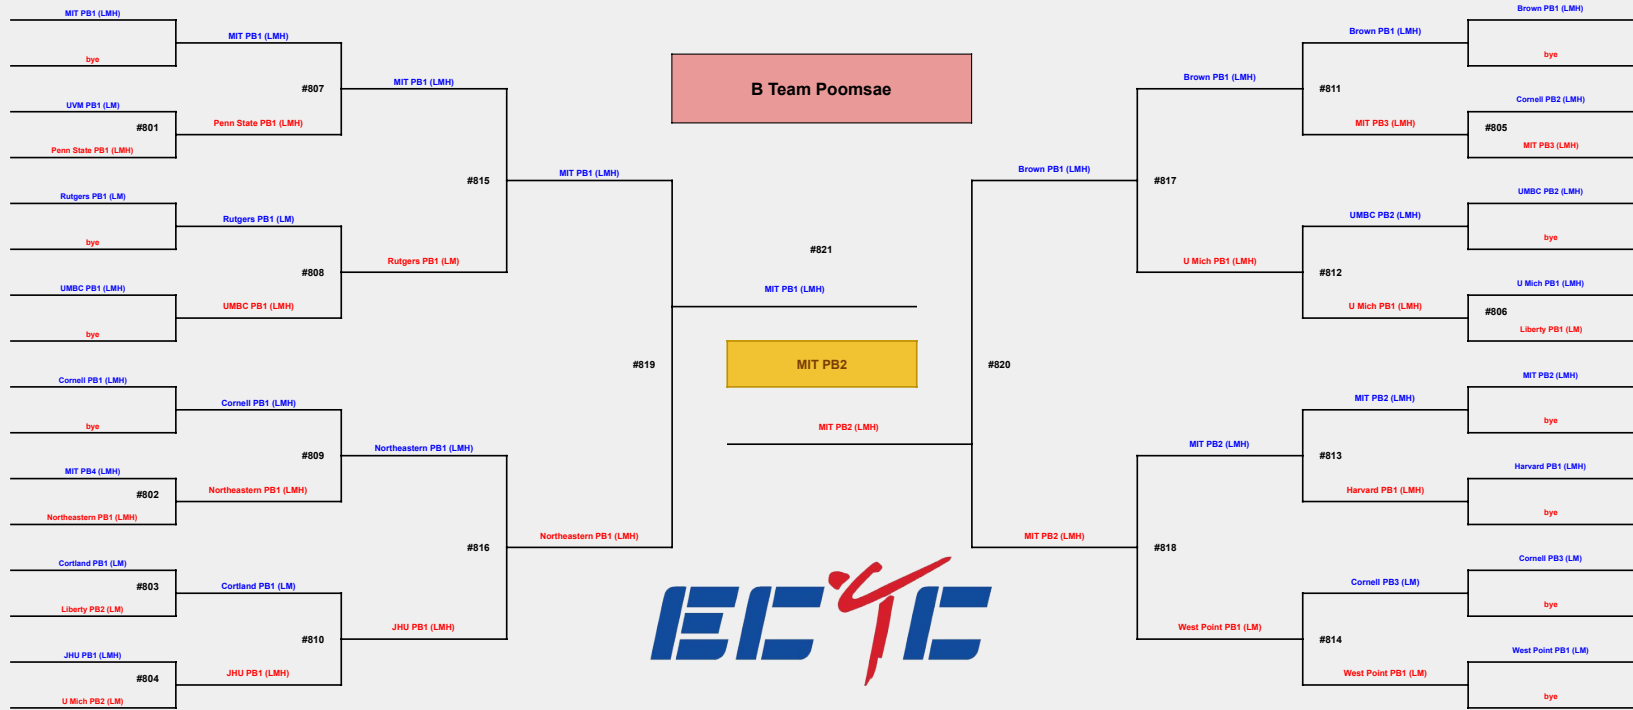 MIT PB1 (LMH)
bye
UVM PB1 (LM)
#801
Penn State PB1 (LMH)
Rutgers PB1 (LM)
bye
UMBC PB1 (LMH)
bye
Cornell PB1 (LMH)
bye
MIT PB4 (LMH)
#802
Northeastern PB1 (LMH)
Cortland PB1 (LM)
#803
Liberty PB2 (LM)
JHU PB1 (LMH)
#804
U Mich PB2 (LM)
MIT PB1 (LMH)
#807
Penn State PB1 (LMH)
Rutgers PB1 (LM)
#808
UMBC PB1 (LMH)
Cornell PB1 (LMH)
#809
Northeastern PB1 (LMH)
Cortland PB1 (LM)
#810
JHU PB1 (LMH)
MIT PB1 (LMH)
#815
Rutgers PB1 (LM)
Northeastern PB1 (LMH)
#816
JHU PB1 (LMH)
MIT PB1 (LMH)
#819
Northeastern PB1 (LMH)
B Team Poomsae
#821
MIT PB1 (LMH)
MIT PB2
MIT PB2 (LMH)
ECTC
Brown PB1 (LMH)
#820
MIT PB2 (LMH)
Brown PB1 (LMH)
#817
U Mich PB1 (LMH)
MIT PB2 (LMH)
#818
West Point PB1 (LM)
Brown PB1 (LMH)
#811
MIT PB3 (LMH)
UMBC PB2 (LMH)
#812
U Mich PB1 (LMH)
MIT PB2 (LMH)
#813
Harvard PB1 (LMH)
Cornell PB3 (LM)
#814
West Point PB1 (LM)
Brown PB1 (LMH)
bye
Cornell PB2 (LMH)
#805
MIT PB3 (LMH)
UMBC PB2 (LMH)
bye
U Mich PB1 (LMH)
#806
Liberty PB1 (LM)
MIT PB2 (LMH)
bye
Harvard PB1 (LMH)
bye
Cornell PB3 (LM)
bye
West Point PB1 (LM)
bye